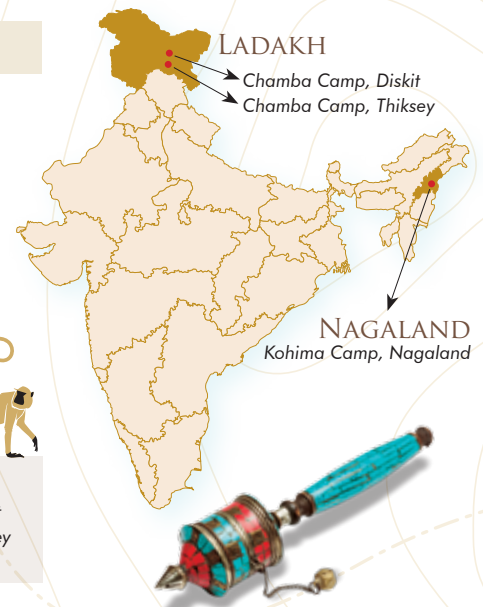 LADAKH
Chamba Camp, Diskit
Chamba Camp, Thiksey
NAGALAND
Kohima Camp, Nagaland